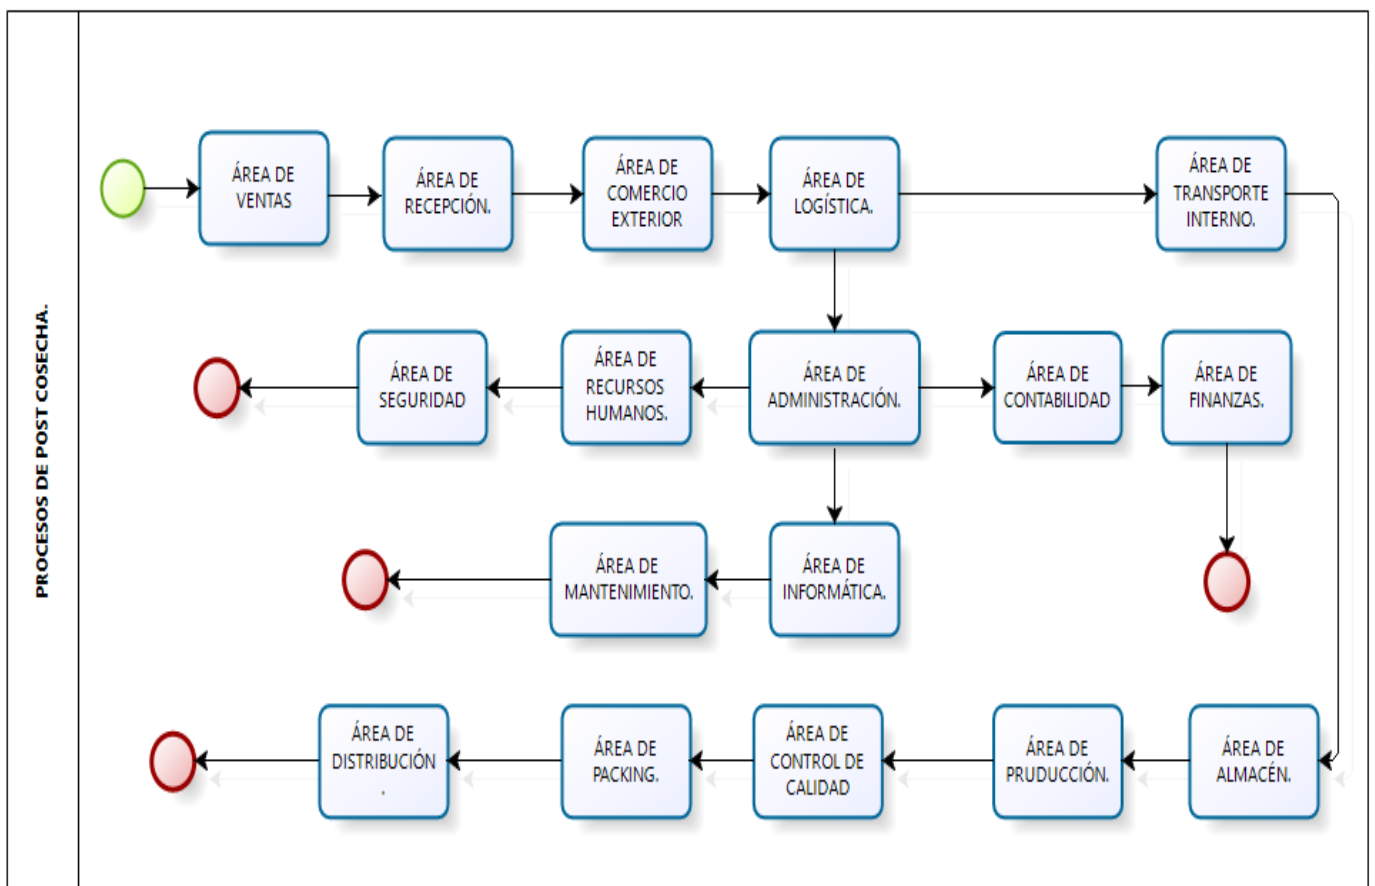 PROCESOS DE POST COSECHA.
ÁREA DE
VENTAS
ÁREA DE
RECEPCIÓN.
ÁREA DE
COMERCIO
EXTERIOR
ÁREA DE
LOGÍSTICA.
ÁREA DE
TRANSPORTE
INTERNO.
ÁREA DE
SEGURIDAD
ÁREA DE
RECURSOS
HUMANOS.
ÁREA DE
ADMINISTRACIÓN.
ÁREA DE
CONTABILIDAD
ÁREA DE
FINANZAS.
ÁREA DE
MANTENIMIENTO.
ÁREA DE
INFORMÁTICA.
ÁREA DE
DISTRIBUCIÓN
.
ÁREA DE
PACKING.
ÁREA DE
CONTROL DE
CALIDAD
ÁREA DE
PRUDUCCIÓN.
ÁREA DE
ALMACÉN.